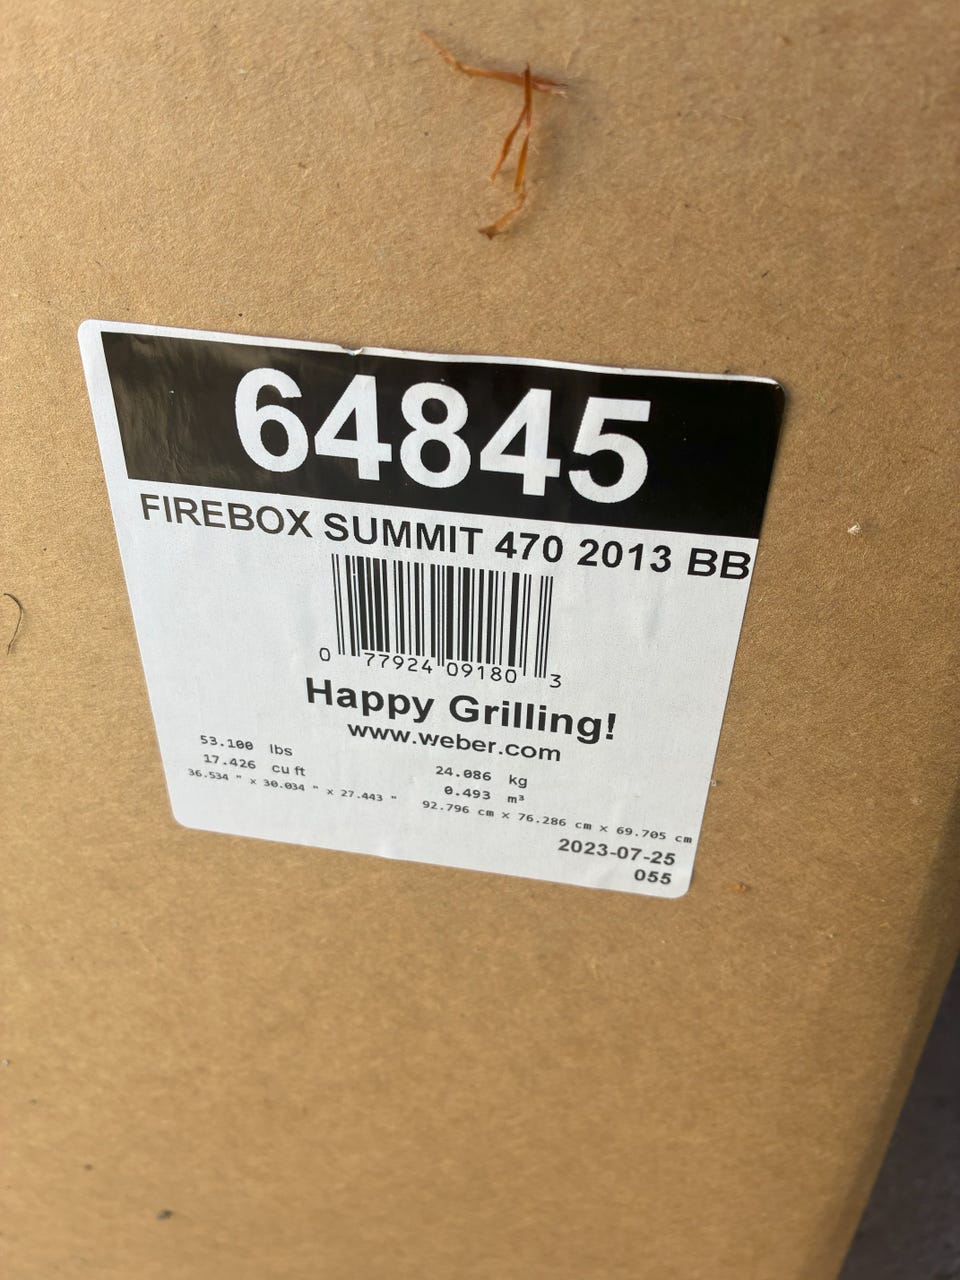 64845
FIREBOX SUMMIT 470 2013 BB
0 77924 09180 3
Happy Grilling!
www.weber.com
53.100 lbs
17.426 cu ft
36.534 " x 30.034 " x 27.443 "
24.086 kg
0.493 m³
92.796 cm x 76.286 cm x 69.705 cm
2023-07-25
055